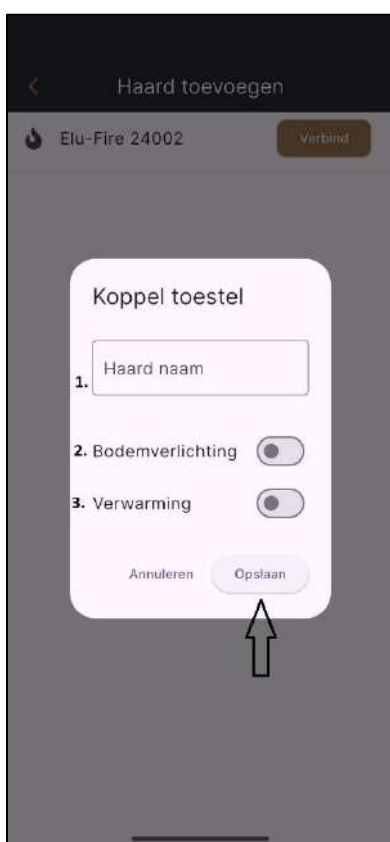 Haard toevoegen
Elu-Fire 24002 Verbind
Koppel toestel
1. Haard naam
2. Bodemverlichting
3. Verwarming
Annuleren Opslaan